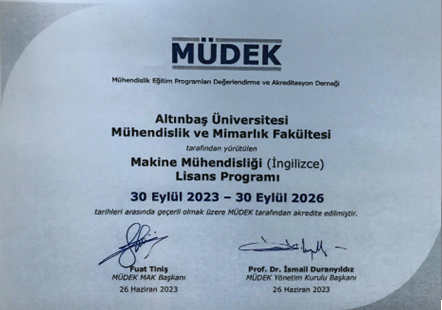 MÜDEK
Mühendislik Eğitim Programları Değerlendirme ve Akreditasyon Derneği
Altınbaş Üniversitesi
Mühendislik ve Mimarlık Fakültesi
tarafından yürütülen
Makine Mühendisliği (İngilizce)
Lisans Programı
30 Eylül 2023 – 30 Eylül 2026
tarihleri arasında geçerli olmak üzere MÜDEK tarafından akredite edilmiştir.
Fuat Tiniş
MÜDEK MAK Başkanı
26 Haziran 2023
Prof. Dr. İsmail Duranyıldız
MÜDEK Yönetim Kurulu Başkanı
26 Haziran 2023